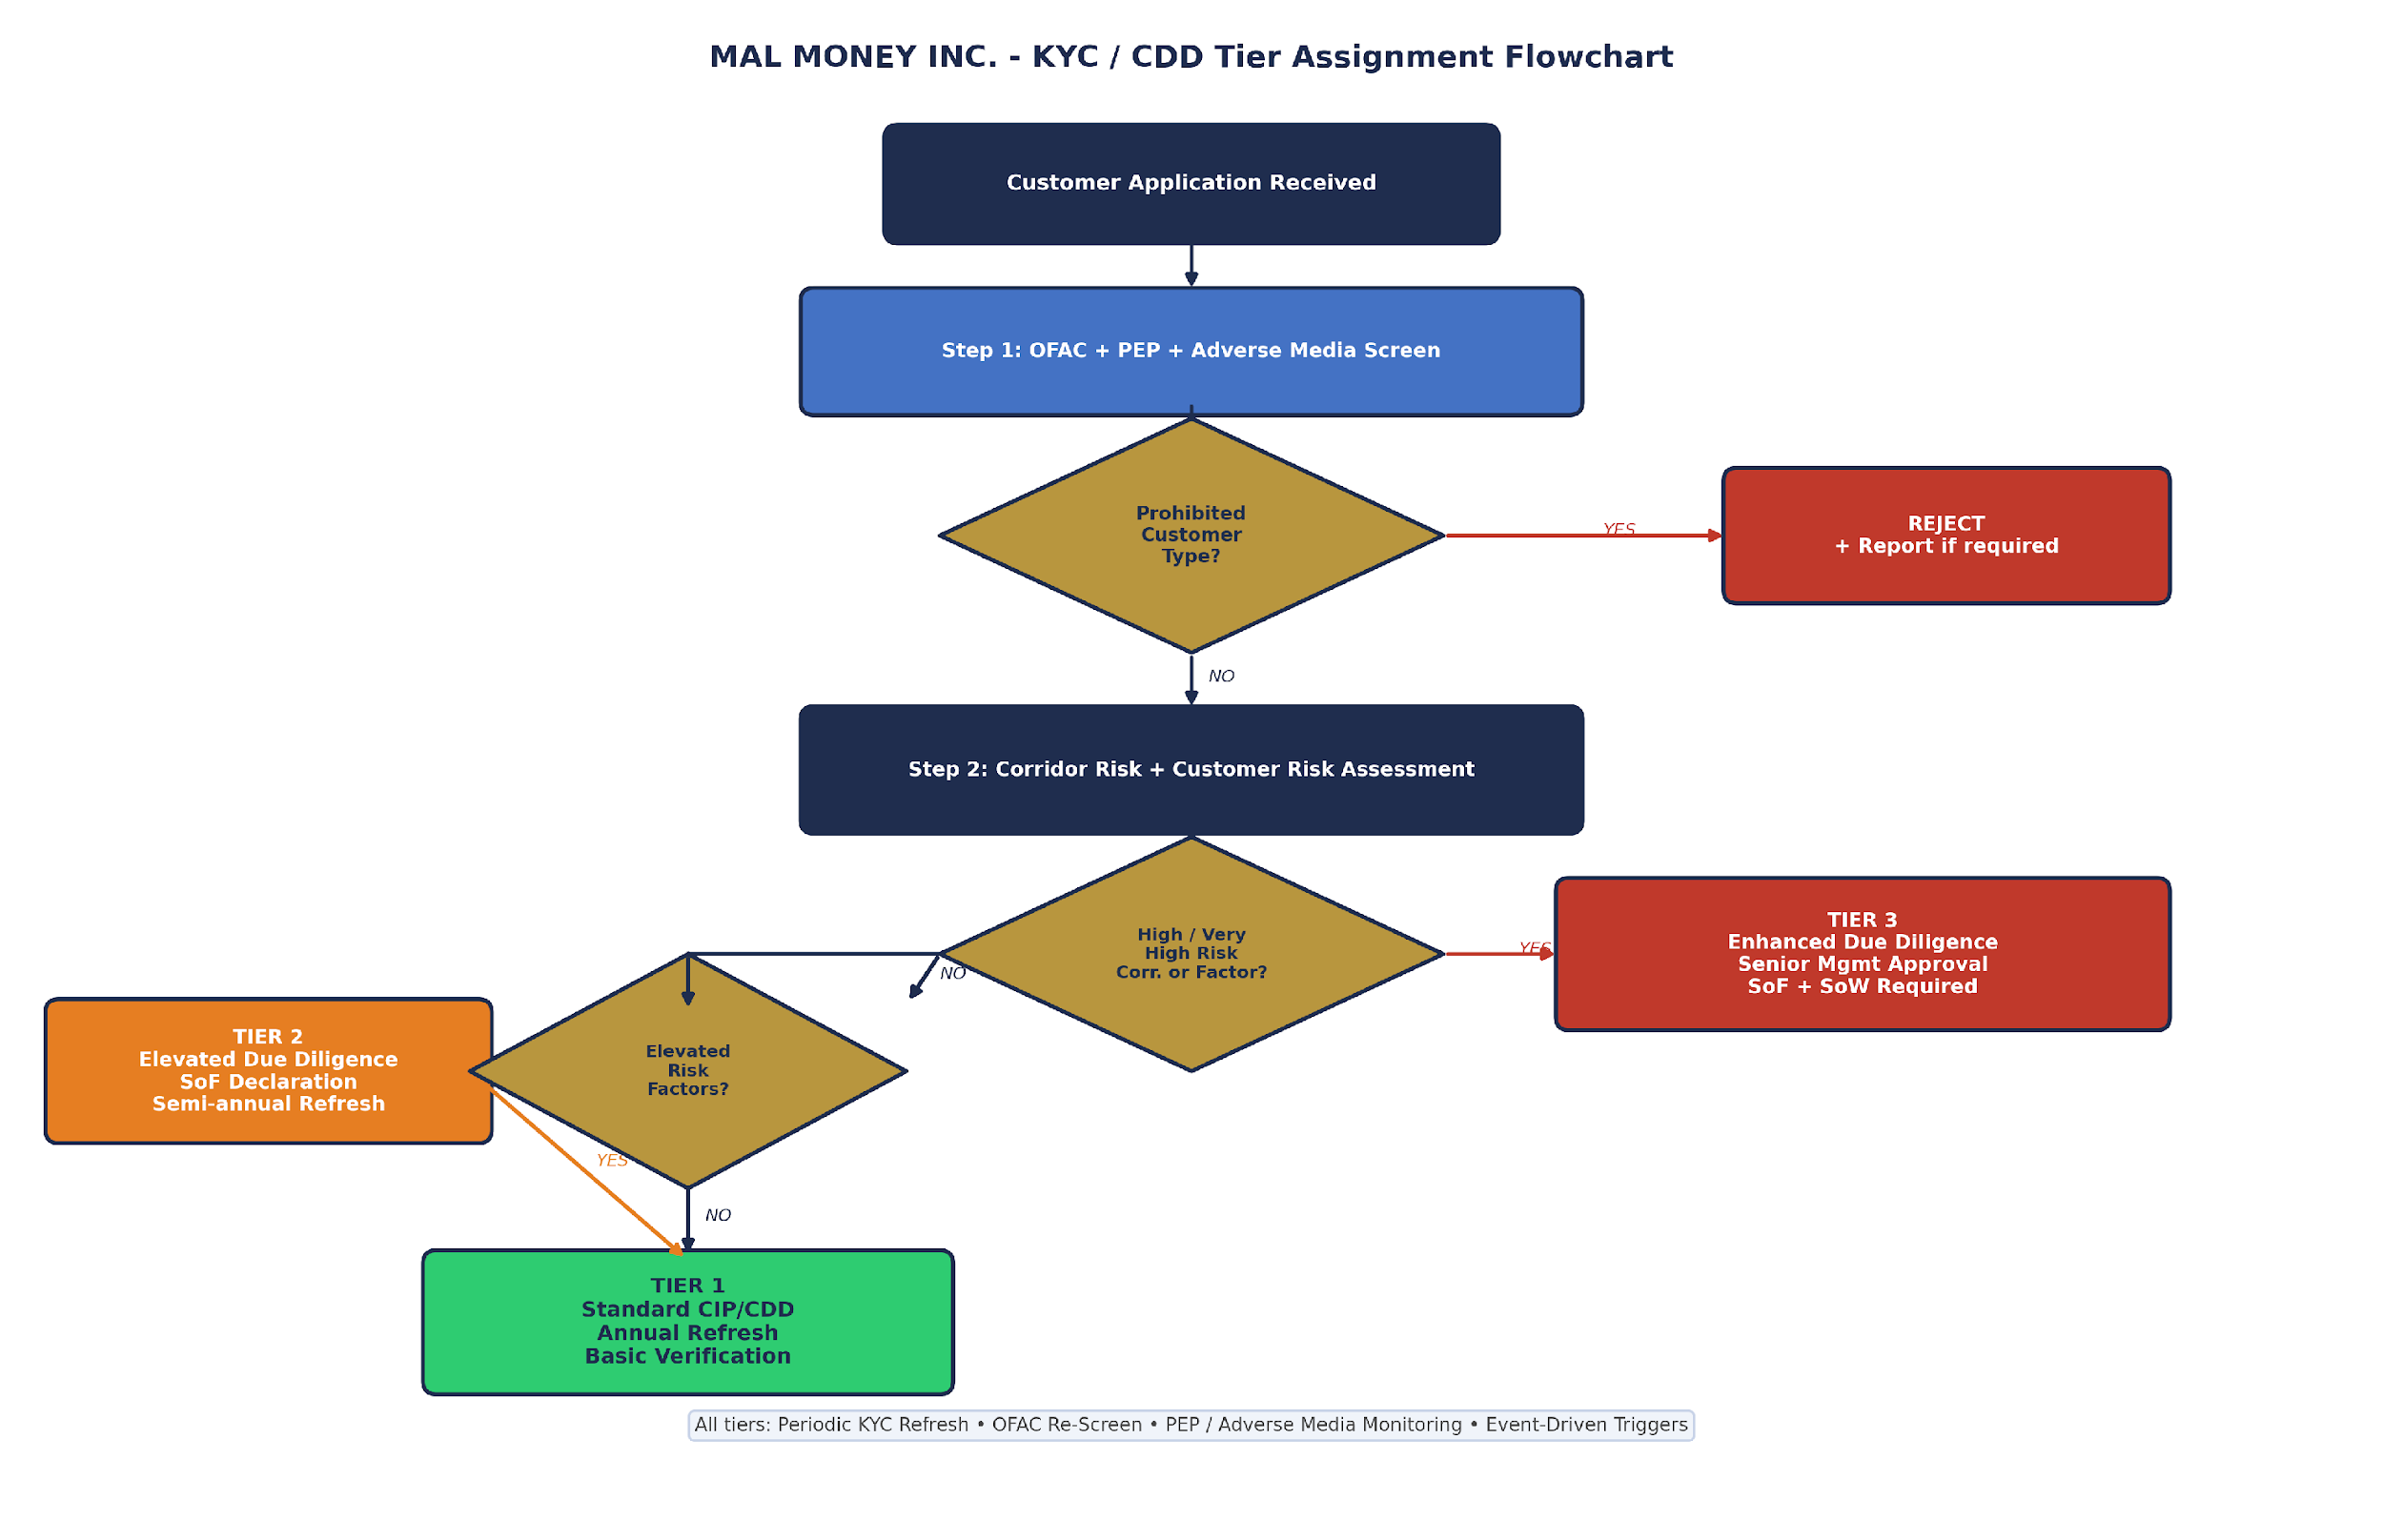 MAL MONEY INC. - KYC / CDD Tier Assignment Flowchart
Customer Application Received
Step 1: OFAC + PEP + Adverse Media Screen
Prohibited
Customer
Type?
YES
REJECT
+ Report if required
NO
Step 2: Corridor Risk + Customer Risk Assessment
High / Very
High Risk
Corr. or Factor?
YES
TIER 3
Enhanced Due Diligence
Senior Mgmt Approval
SoF + SoW Required
NO
Elevated
Risk
Factors?
TIER 2
Elevated Due Diligence
SoF Declaration
Semi-annual Refresh
YES
NO
TIER 1
Standard CIP/CDD
Annual Refresh
Basic Verification
All tiers: Periodic KYC Refresh • OFAC Re-Screen • PEP / Adverse Media Monitoring • Event-Driven Triggers